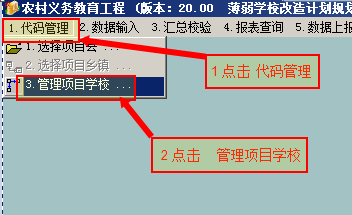 农村义务教育工程 (版本: 20.00 薄弱学校改造计划规划
1.代码管理 2.数据输入 3.汇总校验 4.报表查询 5.数据上报
1.选择项目县 ...
2.选择项目乡镇 ...
3.管理项目学校 ...
1 点击 代码管理
2 点击 管理项目学校